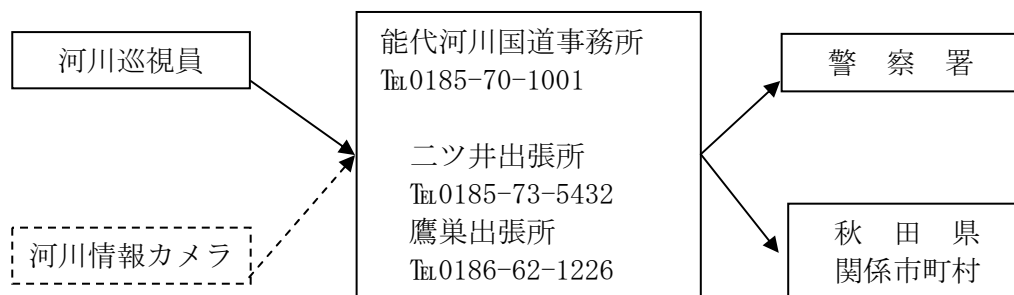 河川巡視員
河川情報カメラ
能代河川国道事務所
℡0185-70-1001
二ツ井出張所
℡0185-73-5432
鷹巣出張所
℡0186-62-1226
警　察　署
秋　田　県
関係市町村